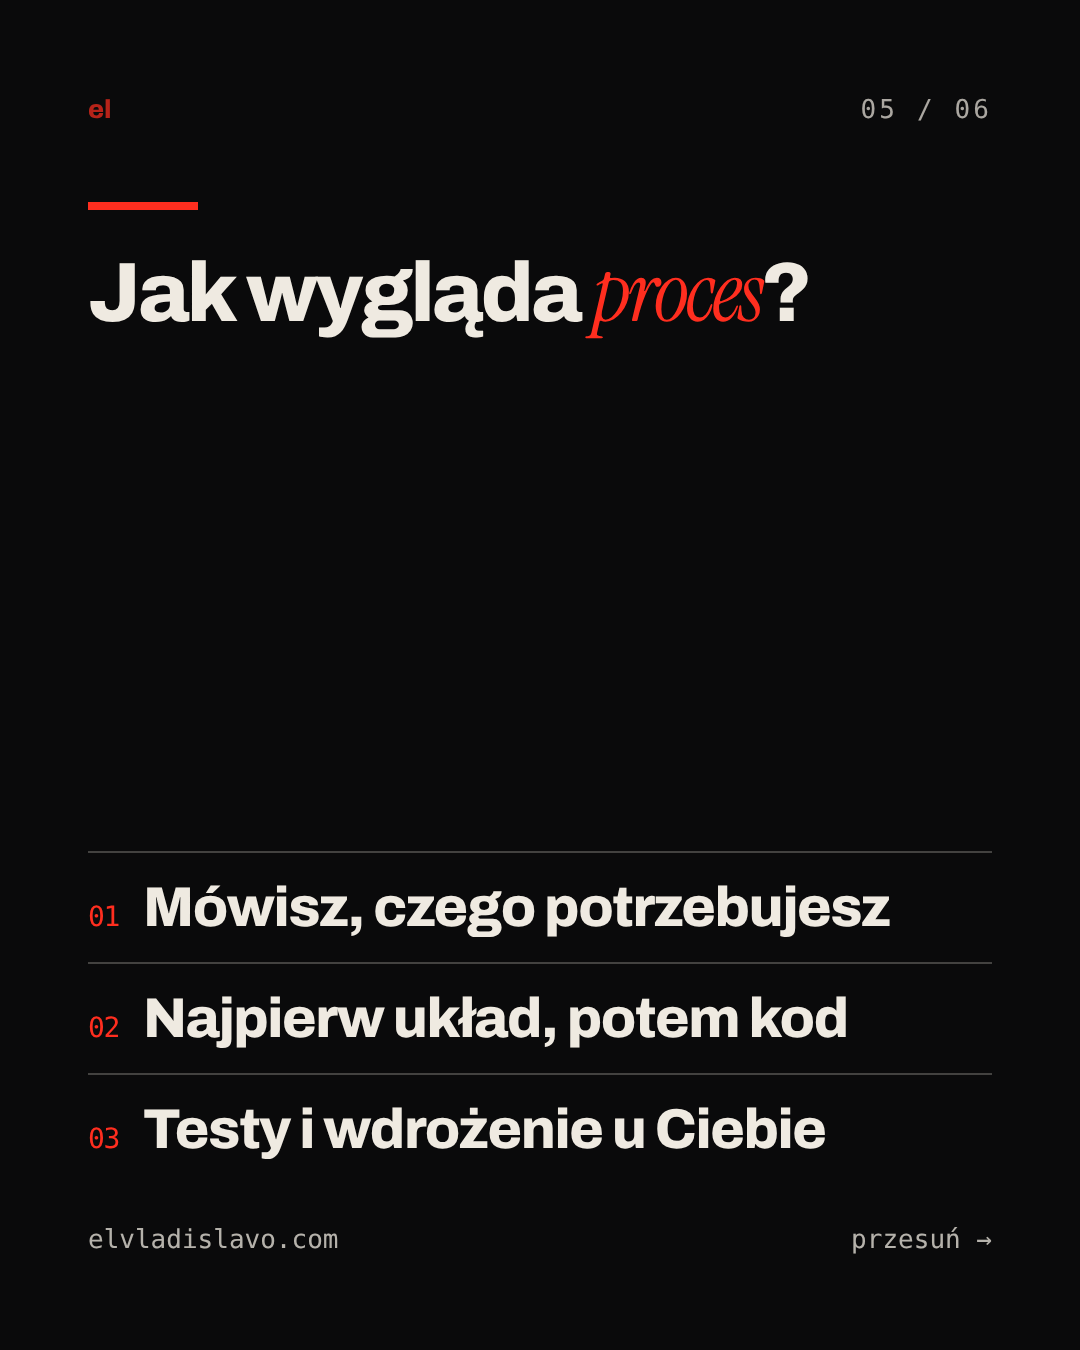 el
05 / 06
Jak wygląda proces?
01 Mówisz, czego potrzebujesz
02 Najpierw układ, potem kod
03 Testy i wdrożenie u Ciebie
elvladislavo.com
przesuń →